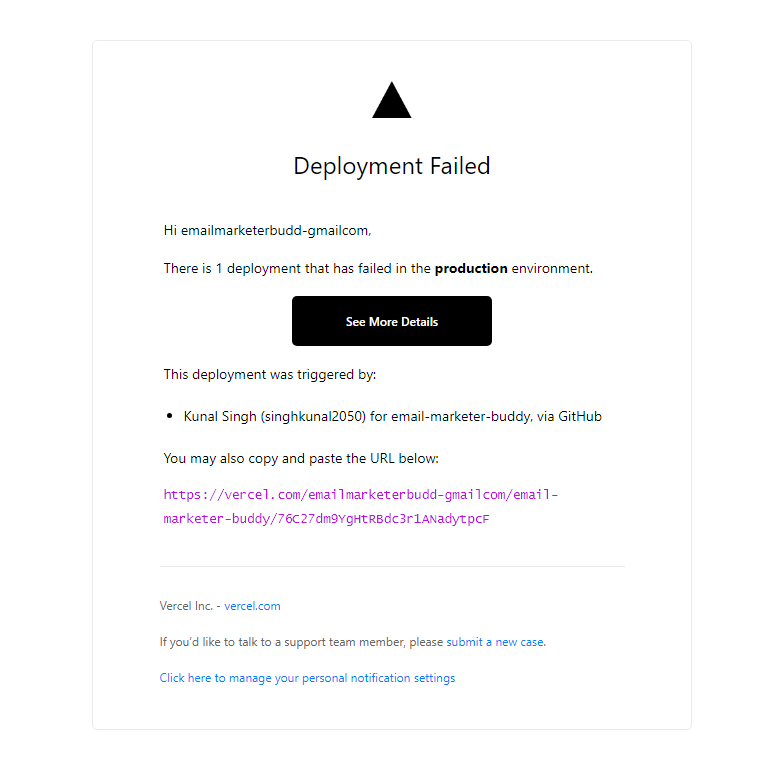 Deployment Failed
Hi emailmarketerbudd-gmailcom,
There is 1 deployment that has failed in the production environment.
See More Details
This deployment was triggered by:
• Kunal Singh (singhkunal2050) for email-marketer-buddy, via GitHub
You may also copy and paste the URL below:
https://vercel.com/emailmarketerbudd-gmailcom/email-
marketer-buddy/76C27dm9YgHtRBdc3r1ANadytpcF
Vercel Inc. - vercel.com
If you'd like to talk to a support team member, please submit a new case.
Click here to manage your personal notification settings